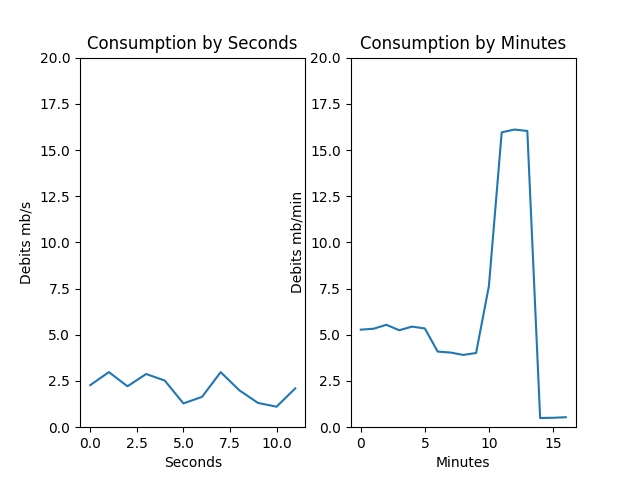 Consumption by Seconds
20.0
17.5
15.0
12.5
10.0
7.5
5.0
2.5
0.0
Debits mb/s
0.0 2.5 5.0 7.5 10.0
Seconds
Consumption by Minutes
20.0
17.5
15.0
12.5
10.0
7.5
5.0
2.5
0.0
Debits mb/min
0 5 10 15
Minutes